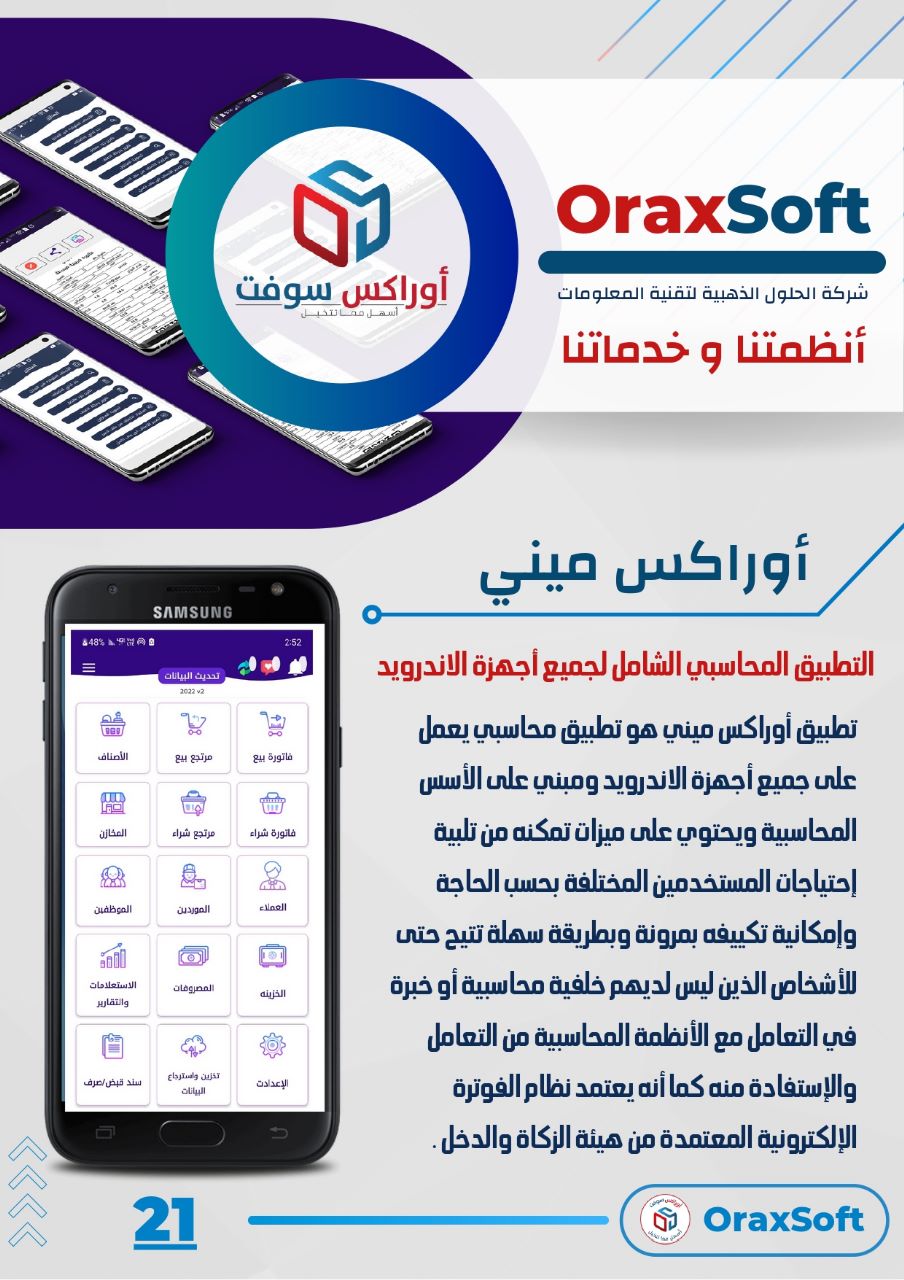 OraxSoft
شركة الحلول الذهبية لتقنية المعلومات
أنظمتنا و خدماتنا
أوراكس سوفت
أسهل مما تتخيل
أوراكس ميني
التطبيق المحاسبي الشامل لجميع أجهزة الاندرويد
تطبيق أوراكس ميني هو تطبيق محاسبي يعمل
على جميع أجهزة الاندرويد ومبني على الأسس
المحاسبية ويحتوي على ميزات تمكنه من تلبية
إحتياجات المستخدمين المختلفة بحسب الحاجة
وإمكانية تكييفه بمرونة وبطريقة سهلة تتيح حتى
للأشخاص الذين ليس لديهم خلفية محاسبية أو خبرة
في التعامل مع الأنظمة المحاسبية من التعامل
والإستفادة منه كما أنه يعتمد نظام الفوترة
الإلكترونية المعتمدة من هيئة الزكاة والدخل .
SAMSUNG
48% 2:52
تحديث البيانات
2022 v2
فاتورة بيع
مرتجع بيع
الأصناف
فاتورة شراء
مرتجع شراء
المخازن
العملاء
الموردين
الموظفين
الخزينه
المصروفات
الاستعلامات
والتقارير
الإعدادت
تخزين واسترجاع
البيانات
سند قبض/صرف
21
OraxSoft